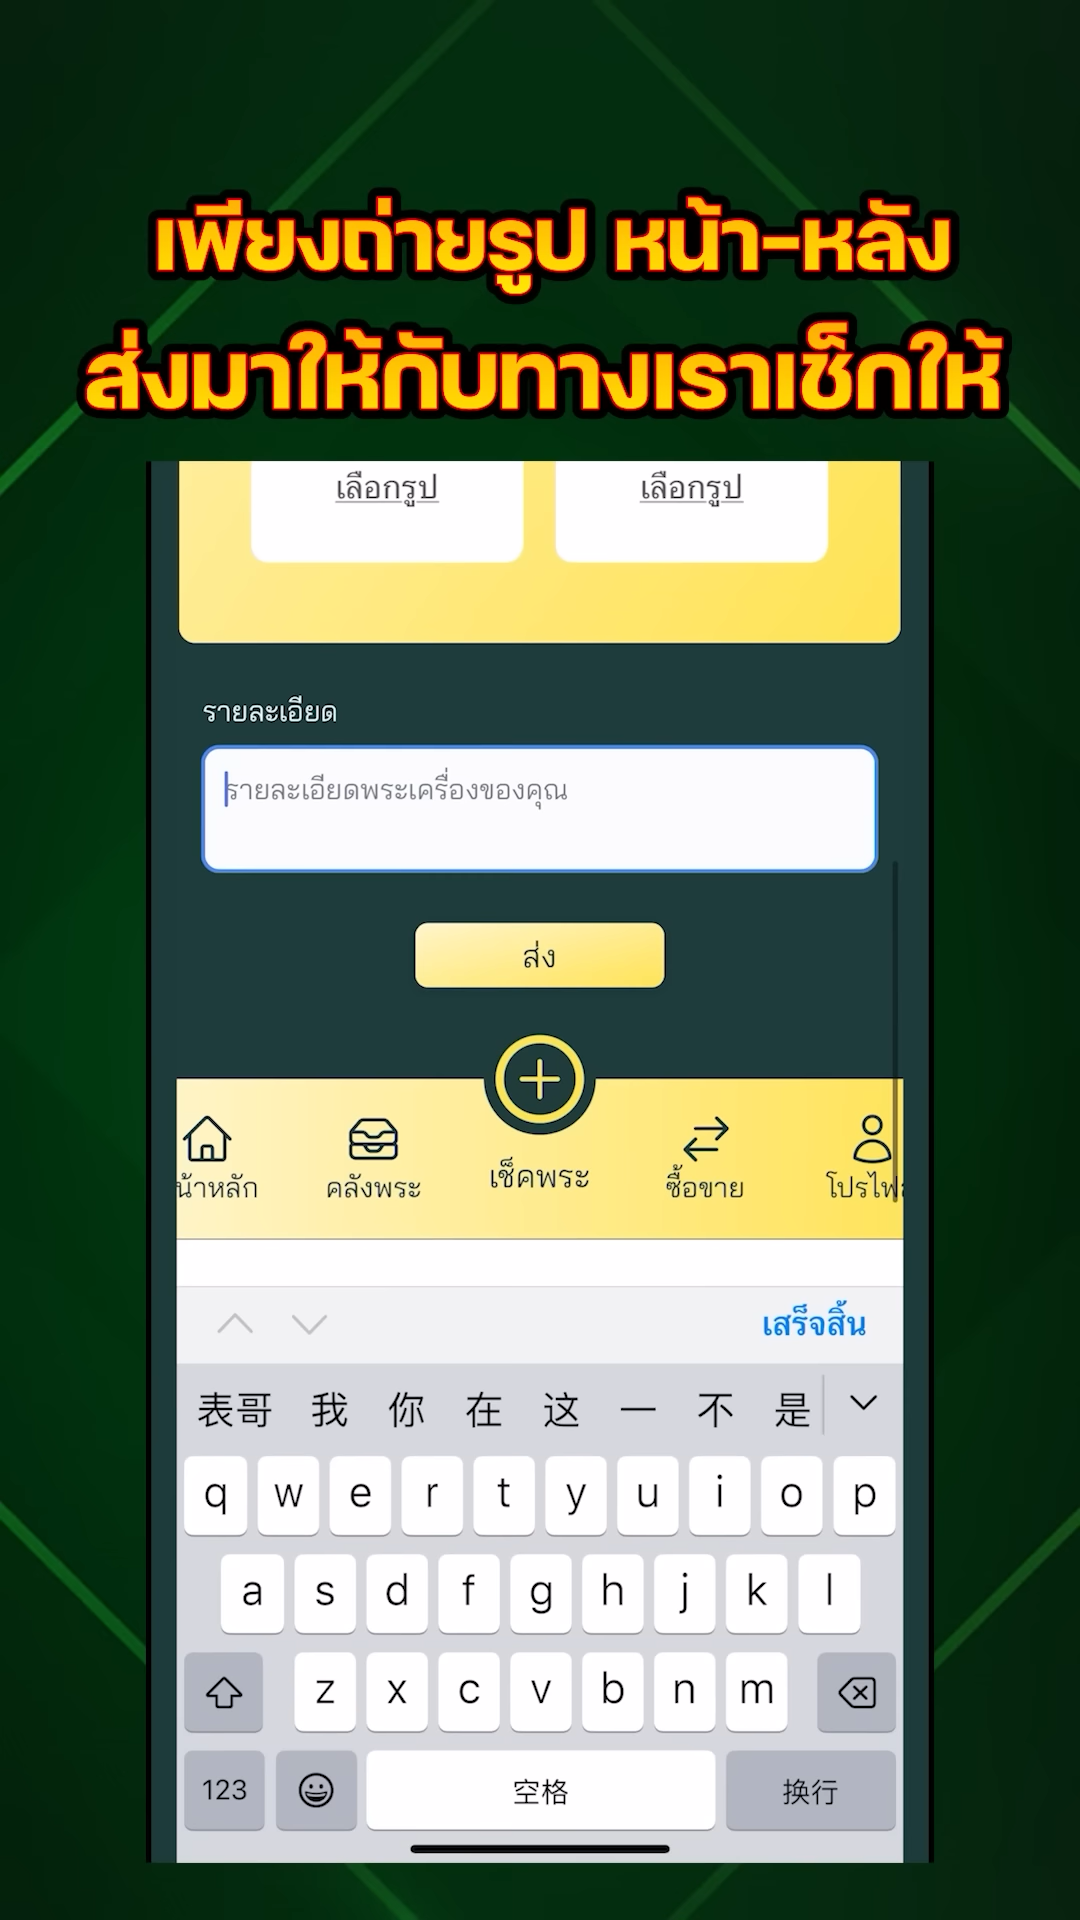 เพียงถ่ายรูป หน้า-หลัง
ส่งมาให้กับทางเราเช็กให้
เลือกรูป เลือกรูป
รายละเอียด
รายละเอียดพระเครื่องของคุณ
ส่ง
น้าหลัก คลังพระ เช็คพระ ซื้อขาย โปรไฟล
เสร็จสิ้น
表哥 我 你 在 这 一 不 是
q w e r t y u i o p
a s d f g h j k l
z x c v b n m
123 空格 换行